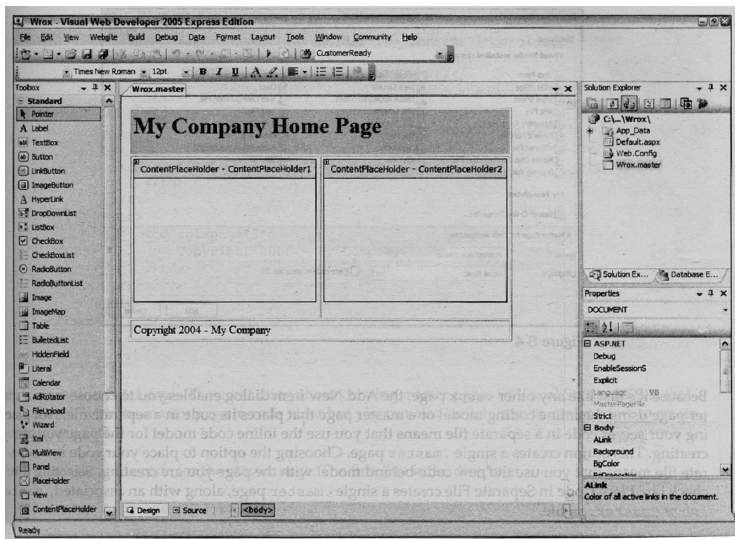 Wrox - Visual Web Developer 2005 Express Edition
File Edit View Website Build Debug Data Format Layout Tools Window Community Help
CustomerReady
Times New Roman 12pt B I U A
Toolbox
Standard
Pointer
A Label
TextBox
Button
LinkButton
ImageButton
A HyperLink
DropDownList
ListBox
CheckBox
CheckBoxList
RadioButton
RadioButtonList
Image
ImageMap
Table
BulletedList
HiddenField
Literal
Calendar
AdRotator
FileUpload
Wizard
Xml
MultiView
Panel
PlaceHolder
View
ContentPlaceHolder
Wrox.master
My Company Home Page
ContentPlaceHolder - ContentPlaceHolder1
ContentPlaceHolder - ContentPlaceHolder2
Copyright 2004 - My Company
Design Source <body>
Solution Explorer
C:\...\Wrox\
App_Data
Default.aspx
Web.Config
Wrox.master
Solution Ex... Database E...
Properties
DOCUMENT
ASP.NET
Debug
EnableSessionS
Explicit
Language VB
MasterPageFile
Strict
Body
ALink
Background
BgColor
BgProperties
ALink
Color of all active links in the document.
Ready